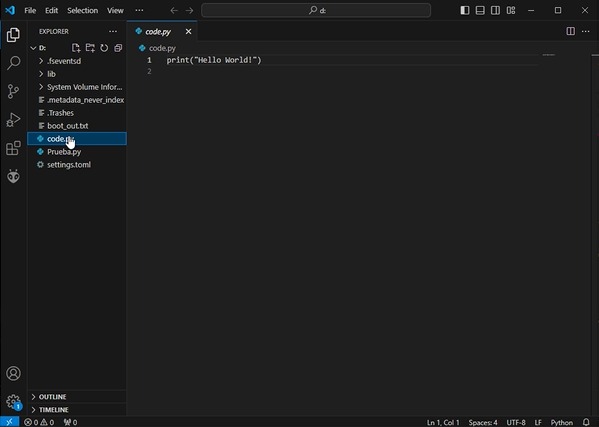 File Edit Selection View ··· d:
EXPLORER ···
code.py
D:
code.py
.fseventsd
1 print("Hello World!")
lib
2
System Volume Infor...
.metadata_never_index
.Trashes
boot_out.txt
code.py
Prueba.py
settings.toml
OUTLINE
TIMELINE
1
0 0 0 Ln 1, Col 1 Spaces: 4 UTF-8 LF Python